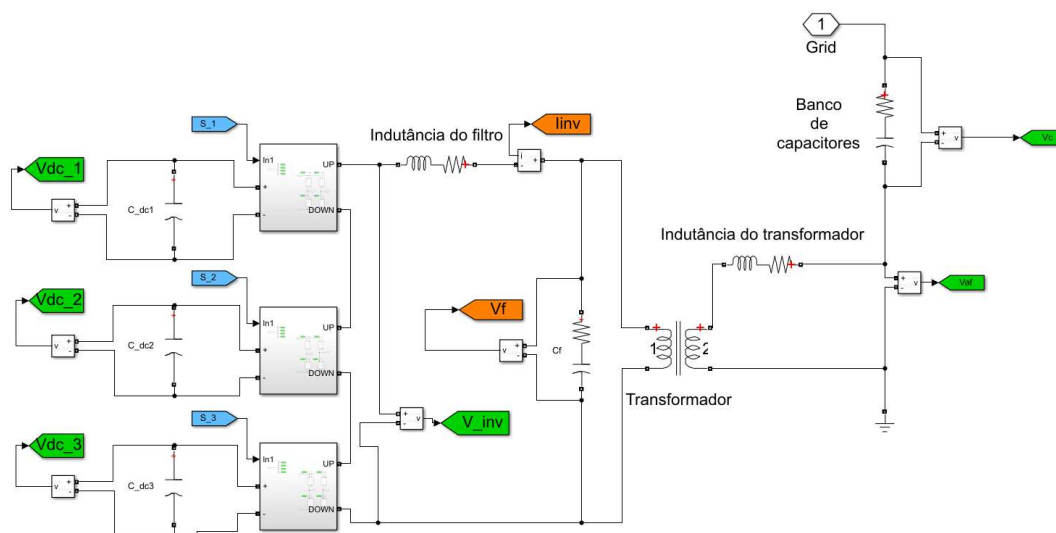 1
Grid
Banco
de
capacitores
+
-
v
Vc
S_1
Indutância do filtro
Iinv
i
+
-
In1
UP
+
DOWN
-
Vdc_1
v
+
-
C_dc1
Indutância do transformador
+
-
v
Vaf
S_2
Vdc_2
v
+
-
C_dc2
In1
UP
+
DOWN
-
Vf
v
+
-
Cf
1
2
Transformador
S_3
+
-
v
V_inv
Vdc_3
v
+
-
C_dc3
In1
UP
+
DOWN
-